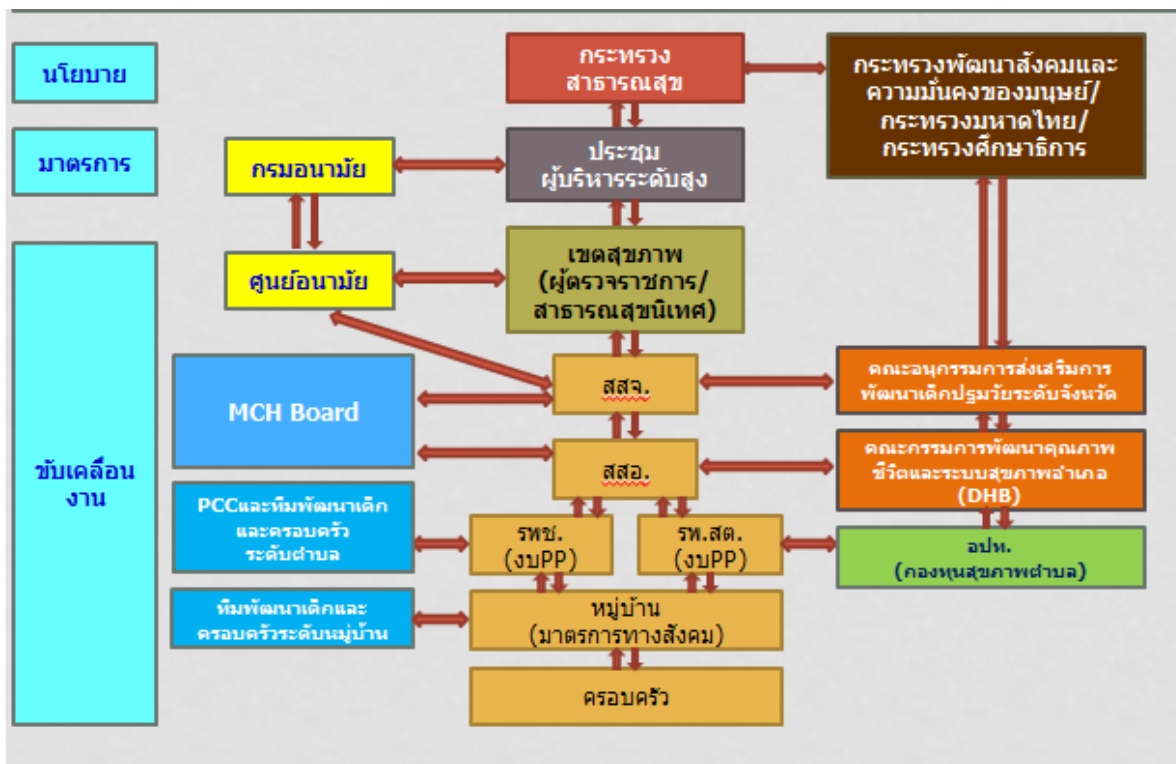 นโยบาย
กระทรวง
สาธารณสุข
กระทรวงพัฒนาสังคมและ
ความมั่นคงของมนุษย์/
กระทรวงมหาดไทย/
กระทรวงศึกษาธิการ
มาตรการ
กรมอนามัย
ประชุม
ผู้บริหารระดับสูง
ขับเคลื่อน
งาน
ศูนย์อนามัย
เขตสุขภาพ
(ผู้ตรวจราชการ/
สาธารณสุขนิเทศ)
MCH Board
สสจ.
คณะอนุกรรมการส่งเสริมการ
พัฒนาเด็กปฐมวัยระดับจังหวัด
สสอ.
คณะกรรมการพัฒนาคุณภาพ
ชีวิตและระบบสุขภาพอำเภอ
(DHB)
PCCและทีมพัฒนาเด็ก
และครอบครัว
ระดับตำบล
รพช.
(งบPP)
รพ.สต.
(งบPP)
อปท.
(กองทุนสุขภาพตำบล)
ทีมพัฒนาเด็กและ
ครอบครัวระดับหมู่บ้าน
หมู่บ้าน
(มาตรการทางสังคม)
ครอบครัว